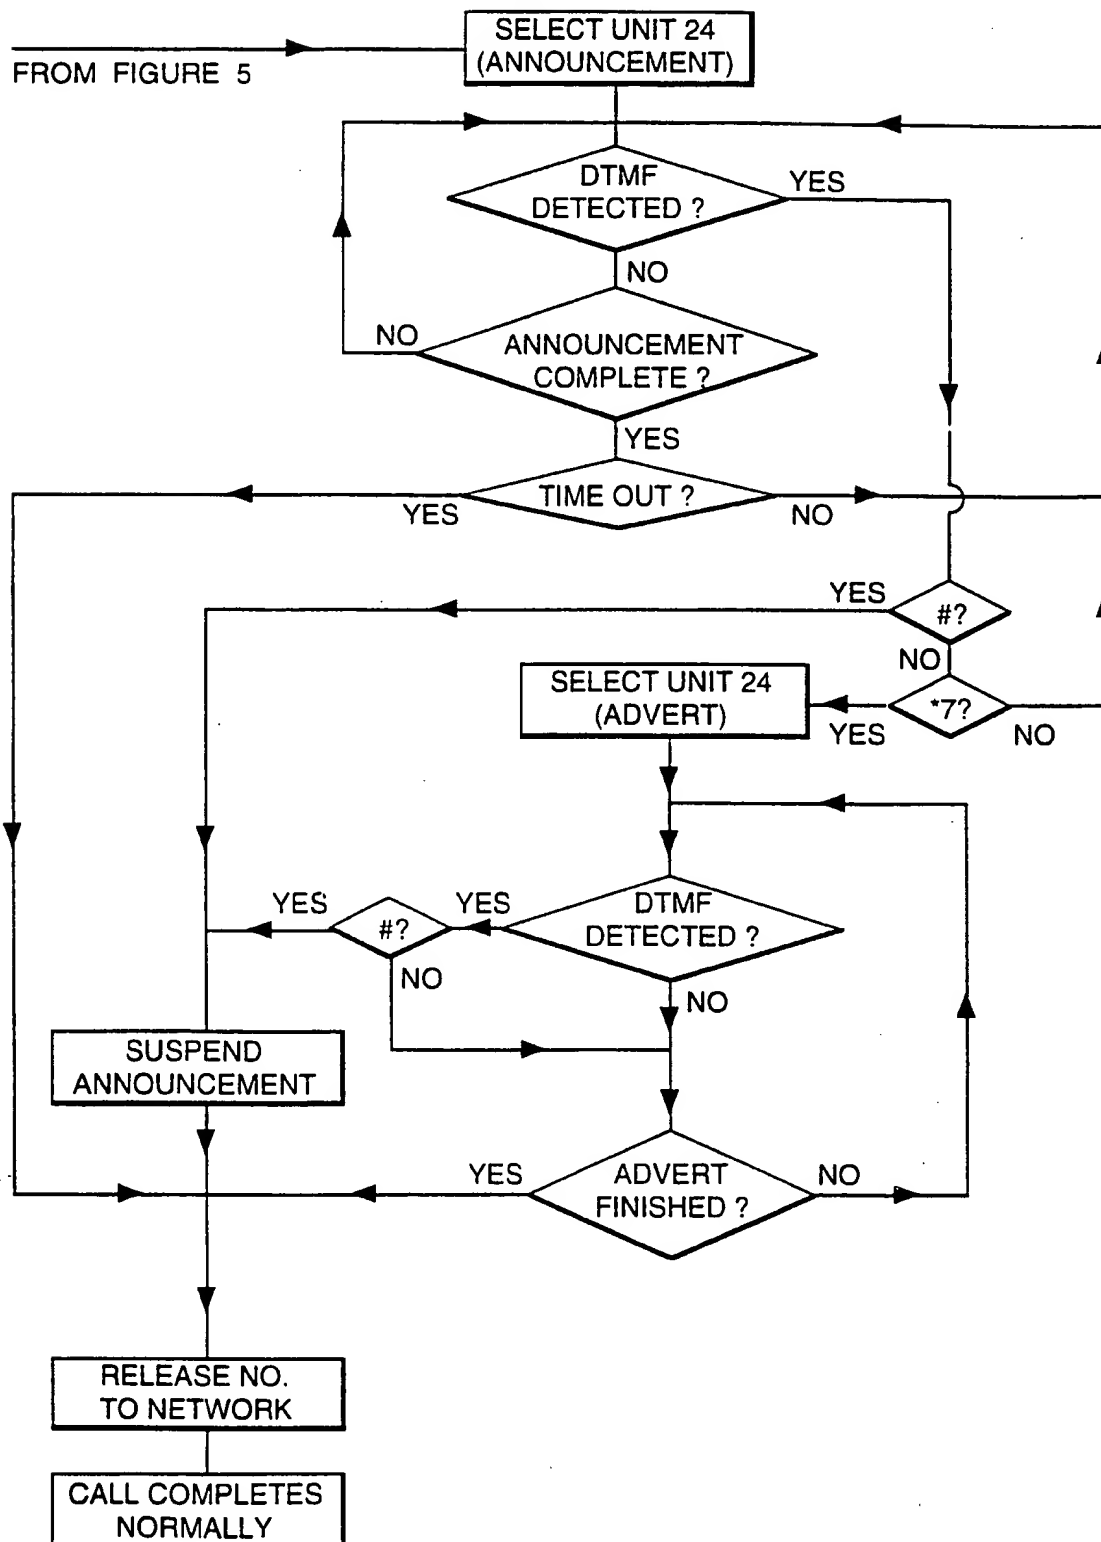 SELECT UNIT 24
(ANNOUNCEMENT)
FROM FIGURE 5
DTMF
DETECTED ?
YES
NO
NO
ANNOUNCEMENT
COMPLETE ?
YES
TIME OUT ?
YES
NO
YES
#?
NO
SELECT UNIT 24
(ADVERT)
*7?
YES
NO
YES
#?
YES
DTMF
DETECTED ?
NO
NO
SUSPEND
ANNOUNCEMENT
YES
ADVERT
FINISHED ?
NO
RELEASE NO.
TO NETWORK
CALL COMPLETES
NORMALLY